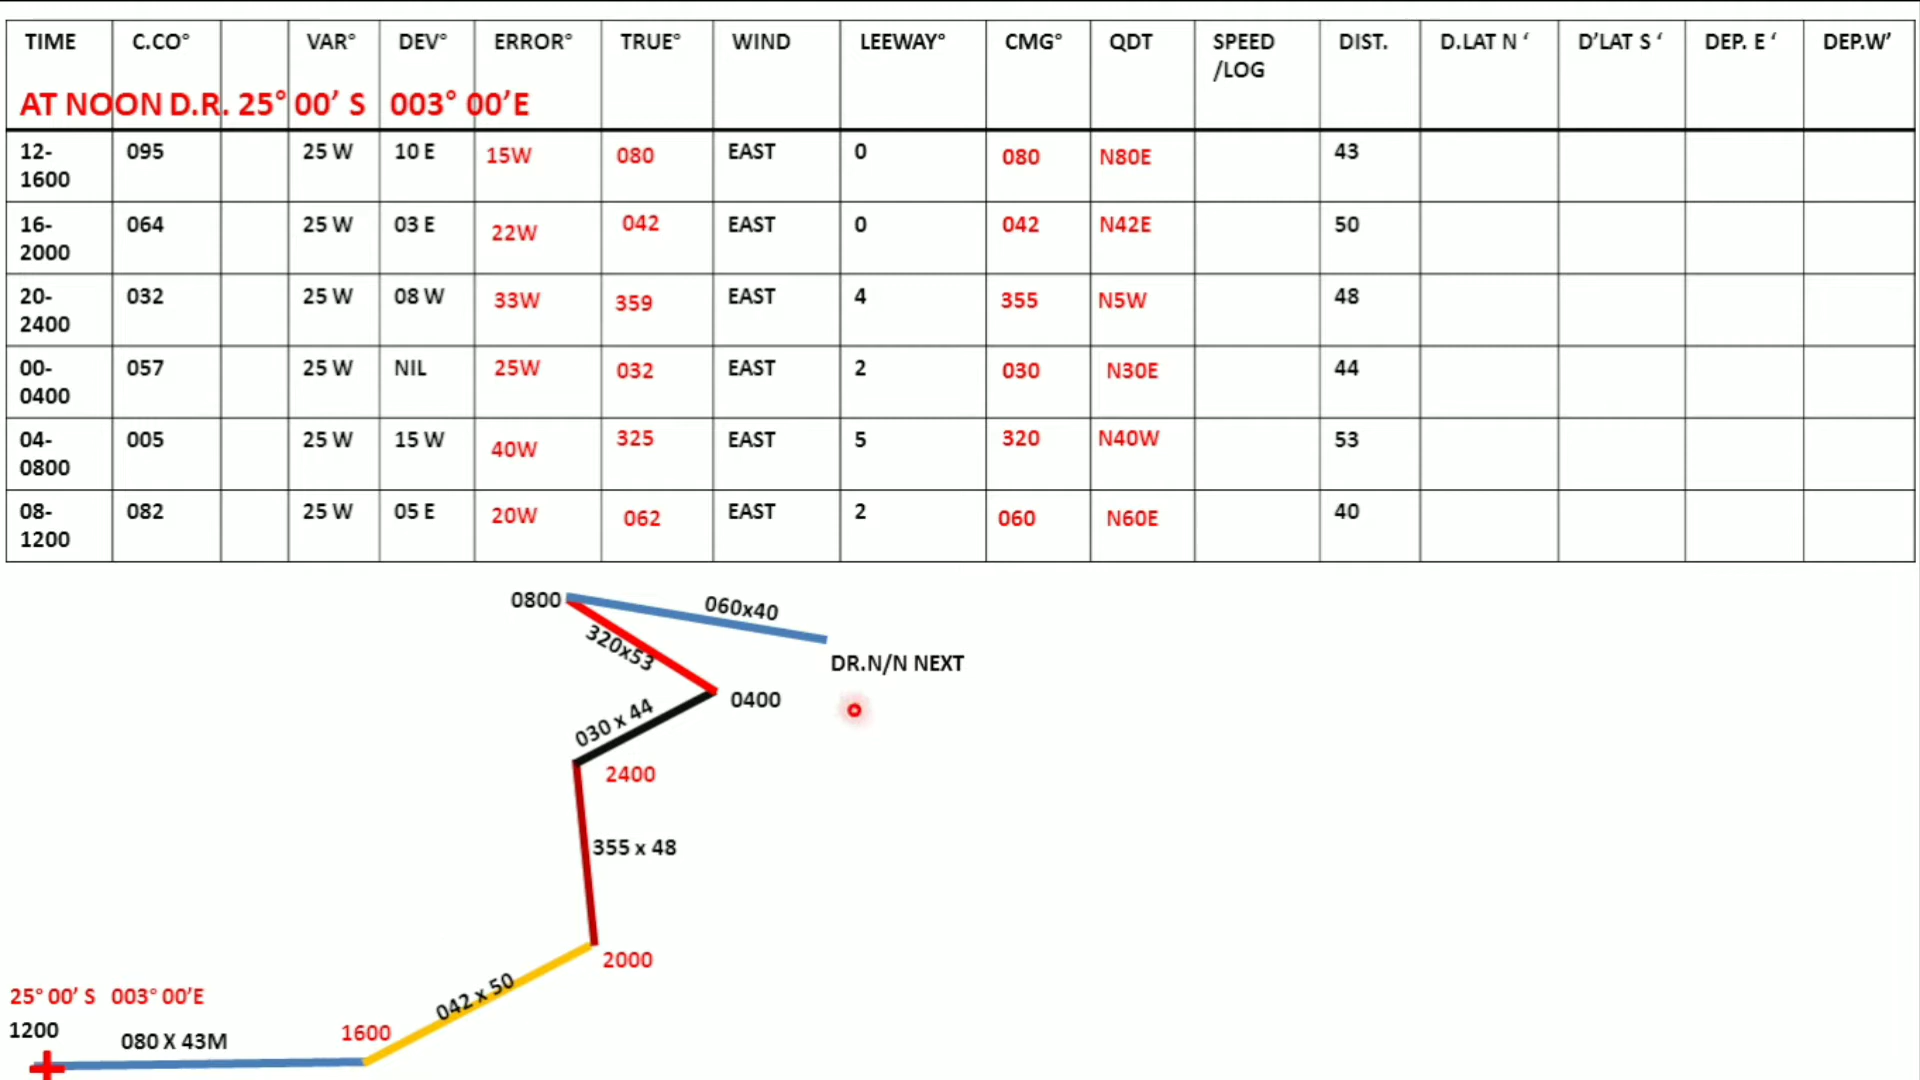 TIME C.CO° VAR° DEV° ERROR° TRUE° WIND LEEWAY° CMG° QDT SPEED /LOG DIST. D.LAT N ‘ D’LAT S ‘ DEP. E ‘ DEP.W’
AT NOON D.R. 25° 00’ S 003° 00’E
12-1600 095 25 W 10 E 15W 080 EAST 0 080 N80E 43
16-2000 064 25 W 03 E 22W 042 EAST 0 042 N42E 50
20-2400 032 25 W 08 W 33W 359 EAST 4 355 N5W 48
00-0400 057 25 W NIL 25W 032 EAST 2 030 N30E 44
04-0800 005 25 W 15 W 40W 325 EAST 5 320 N40W 53
08-1200 082 25 W 05 E 20W 062 EAST 2 060 N60E 40
0800
060x40
320x53
DR.N/N NEXT
0400
030 x 44
2400
355 x 48
2000
042 x 50
25° 00’ S 003° 00’E
1200
080 X 43M
1600